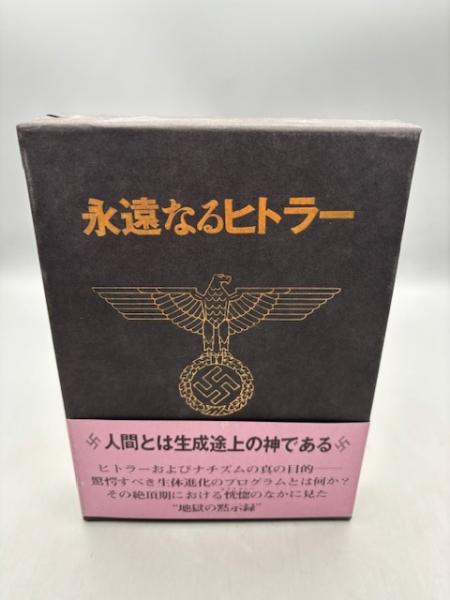 永遠なるヒトラー
卐人間とは生成途上の神である卐
ヒトラーおよびナチズムの真の目的――
驚愕すべき生体進化のプログラムとは何か?
その絶頂期における恍惚のなかに見た
“地獄の黙示録”